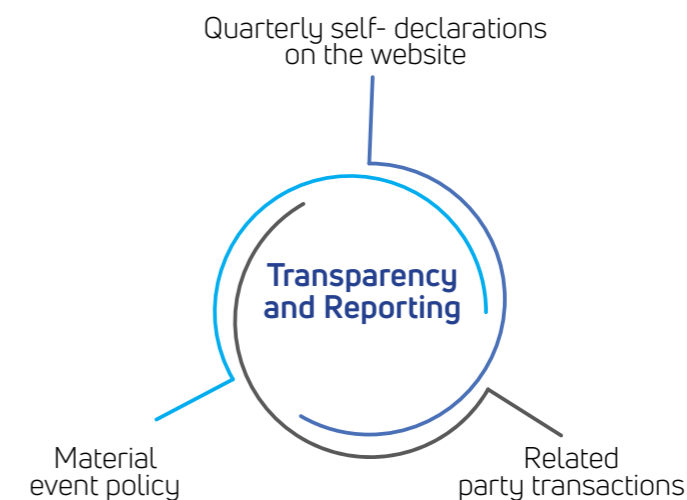 Quarterly self- declarations
on the website
Transparency
and Reporting
Material
event policy
Related
party transactions